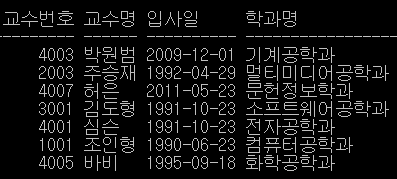 교수번호 교수명 입사일 학과명
-------- ------ ---------- ------------------
4003 박원범 2009-12-01 기계공학과
2003 주승재 1992-04-29 멀티미디어공학과
4007 허은 2011-05-23 문헌정보학과
3001 김도형 1991-10-23 소프트웨어공학과
4001 심슨 1991-10-23 전자공학과
1001 조인형 1990-06-23 컴퓨터공학과
4005 바비 1995-09-18 화학공학과